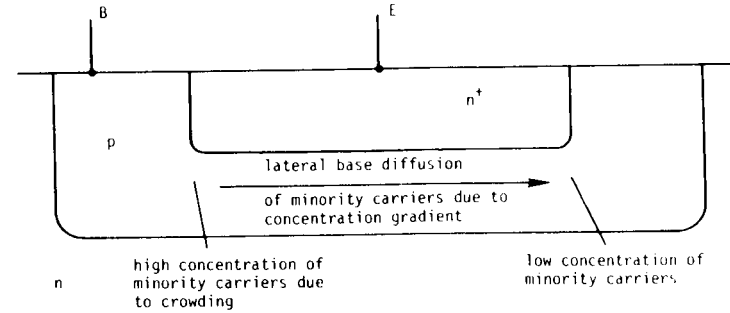 B
E
n+
p
lateral base diffusion
of minority carriers due to
concentration gradient
high concentration of
minority carriers due
to crowding
low concentration of
minority carriers
n